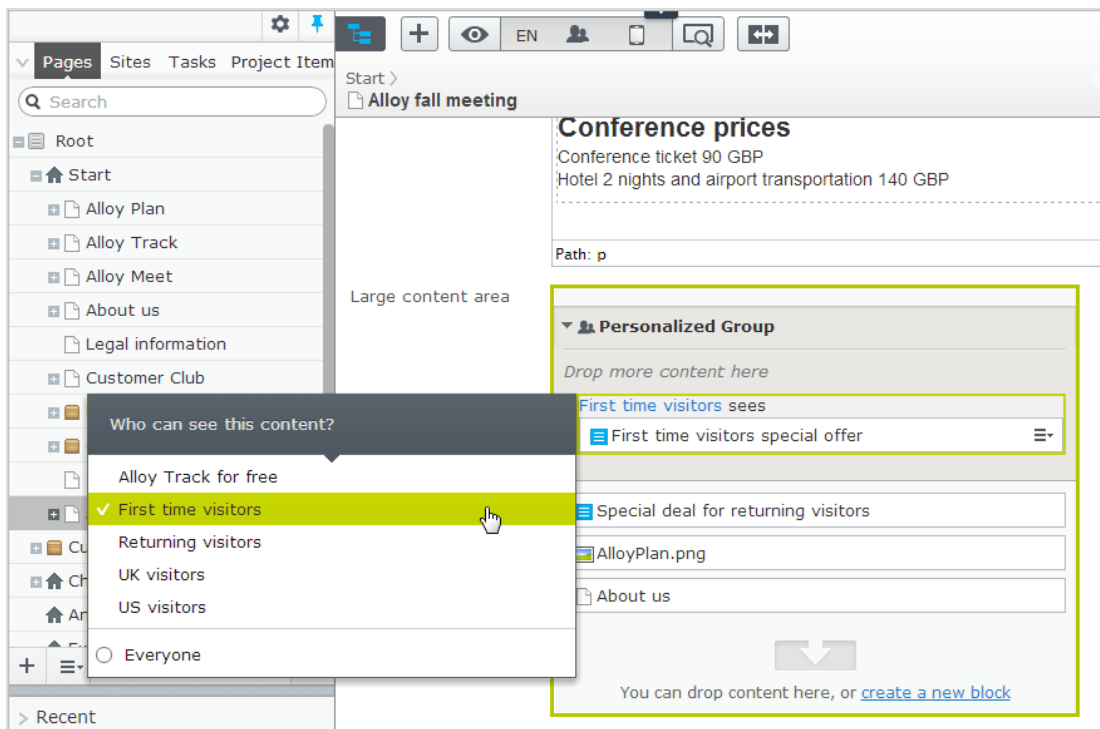 EN
Pages Sites Tasks Project Item
Search
Root
Start
Alloy Plan
Alloy Track
Alloy Meet
About us
Legal information
Customer Club
Cu
Ch
Recent
Start
Alloy fall meeting
Conference prices
Conference ticket 90 GBP
Hotel 2 nights and airport transportation 140 GBP
Path: p
Large content area
Personalized Group
Drop more content here
First time visitors sees
First time visitors special offer
Special deal for returning visitors
AlloyPlan.png
About us
You can drop content here, or create a new block
Who can see this content?
Alloy Track for free
First time visitors
Returning visitors
UK visitors
US visitors
Everyone